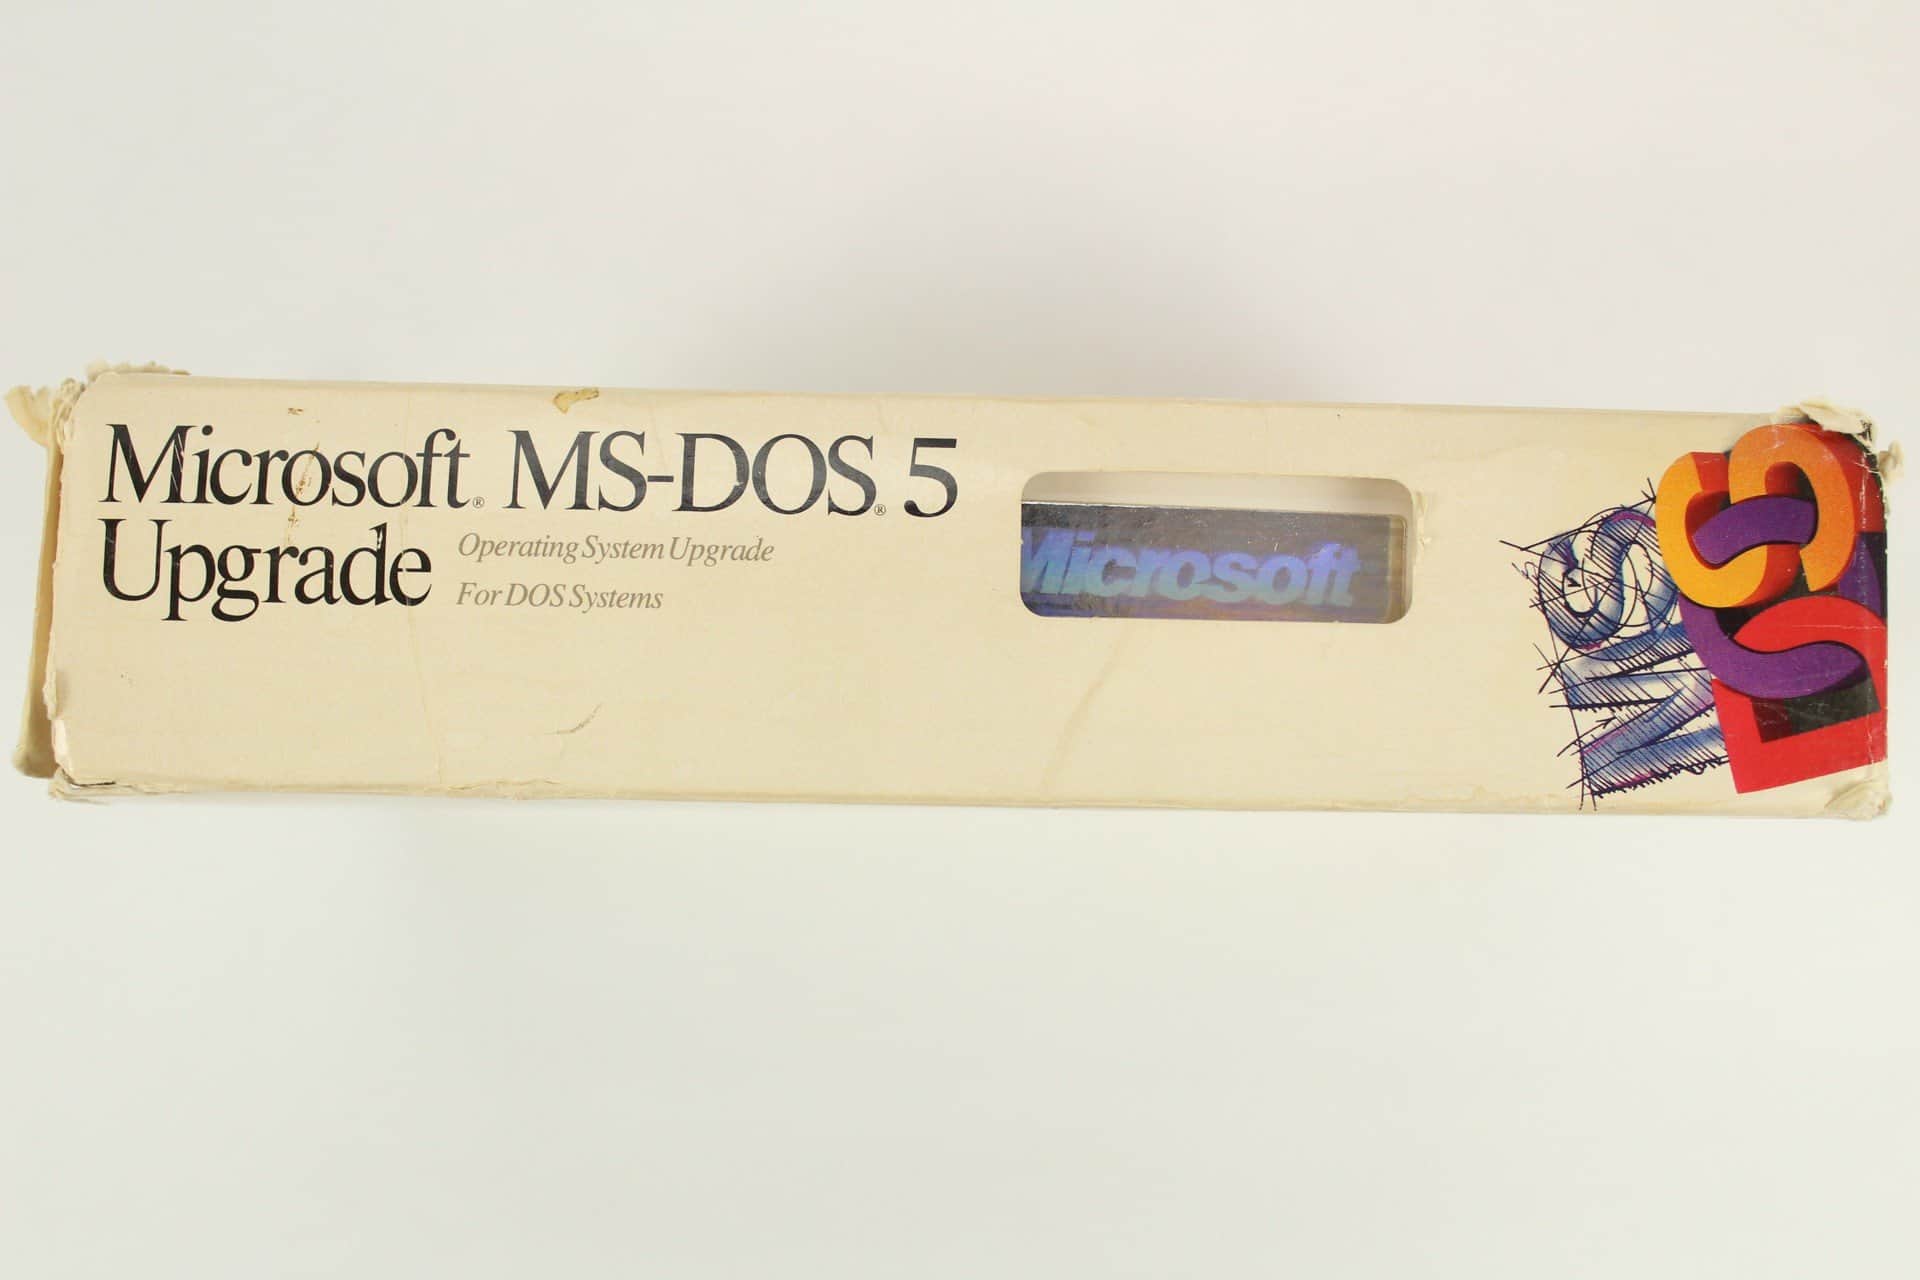 Microsoft® MS-DOS® 5
Upgrade
Operating System Upgrade
For DOS Systems
Microsoft
MS
DOS